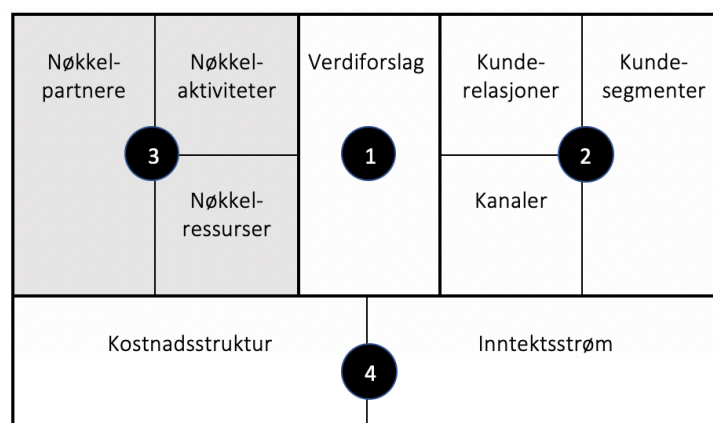 Nøkkel-
partnere
Nøkkel-
aktiviteter
Verdiforslag
Kunde-
relasjoner
Kunde-
segmenter
3
1
2
Nøkkel-
ressurser
Kanaler
Kostnadsstruktur
Inntektsstrøm
4